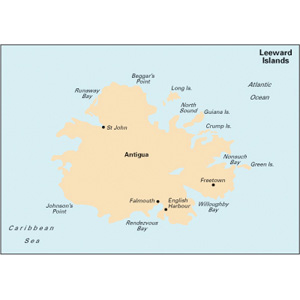 Leeward
Islands
Beggar's
Point
Long Is.
Atlantic
Ocean
Runaway
Bay
North
Sound
Guiana Is.
Crump Is.
St John
Antigua
Nonsuch
Bay
Green Is.
Freetown
Johnson's
Point
Falmouth
English
Harbour
Willoughby
Bay
Rendezvous
Bay
Caribbean
Sea